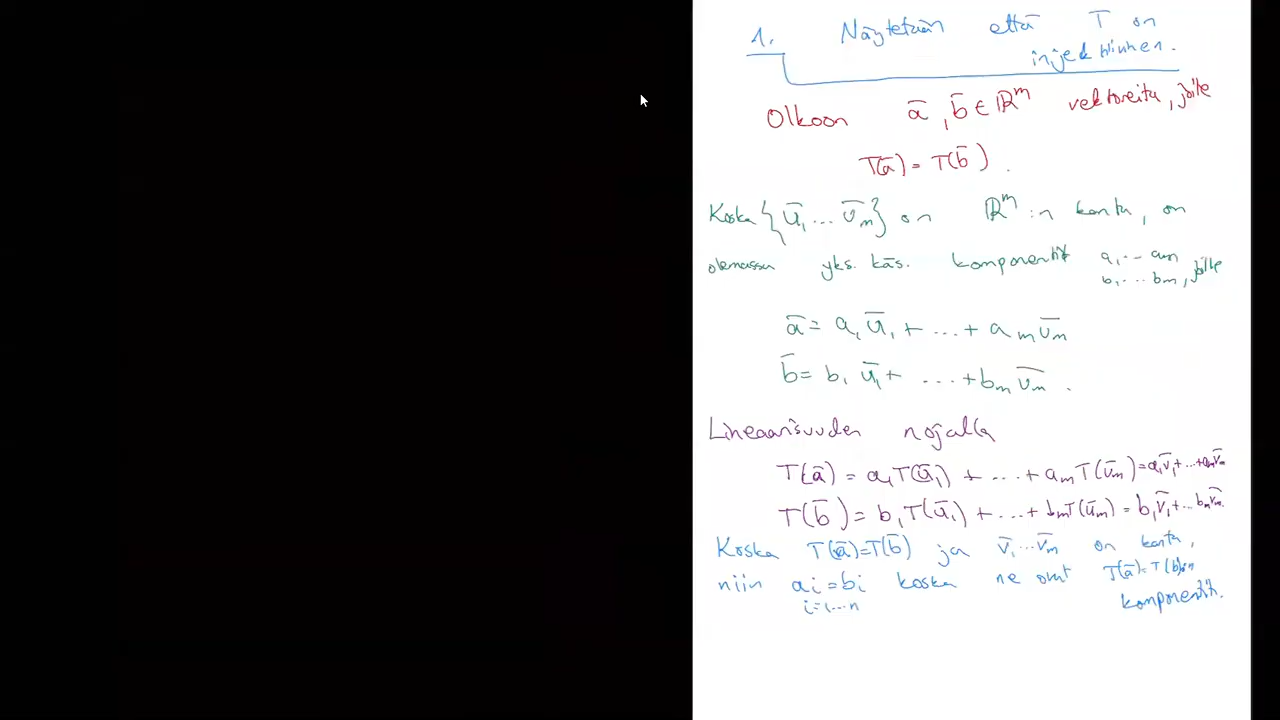 1. Näytetään että T on
injektiivinen.
Olkoon ā, b̄ ∈ ℝᵐ vektoreita, joille
T(ā) = T(b̄).
Koska {ū₁ ... ūₘ} on ℝᵐ:n kanta, on
olemassa yks. käs. komponentit a₁ ... aₘ
b₁ ... bₘ, joille
ā = a₁ū₁ + ... + aₘūₘ
b̄ = b₁ū₁ + ... + bₘūₘ.
Lineaarisuuden nojalla
T(ā) = a₁T(ū₁) + ... + aₘT(ūₘ) = a₁v̄₁ + ... + aₘv̄ₘ
T(b̄) = b₁T(ū₁) + ... + bₘT(ūₘ) = b₁v̄₁ + ... bₘv̄ₘ.
Koska T(ā) = T(b̄) ja v̄₁ ... v̄ₘ on kanta,
niin aᵢ = bᵢ koska ne ovat T(ā) = T(b̄):n
i = 1 ... n komponentit.